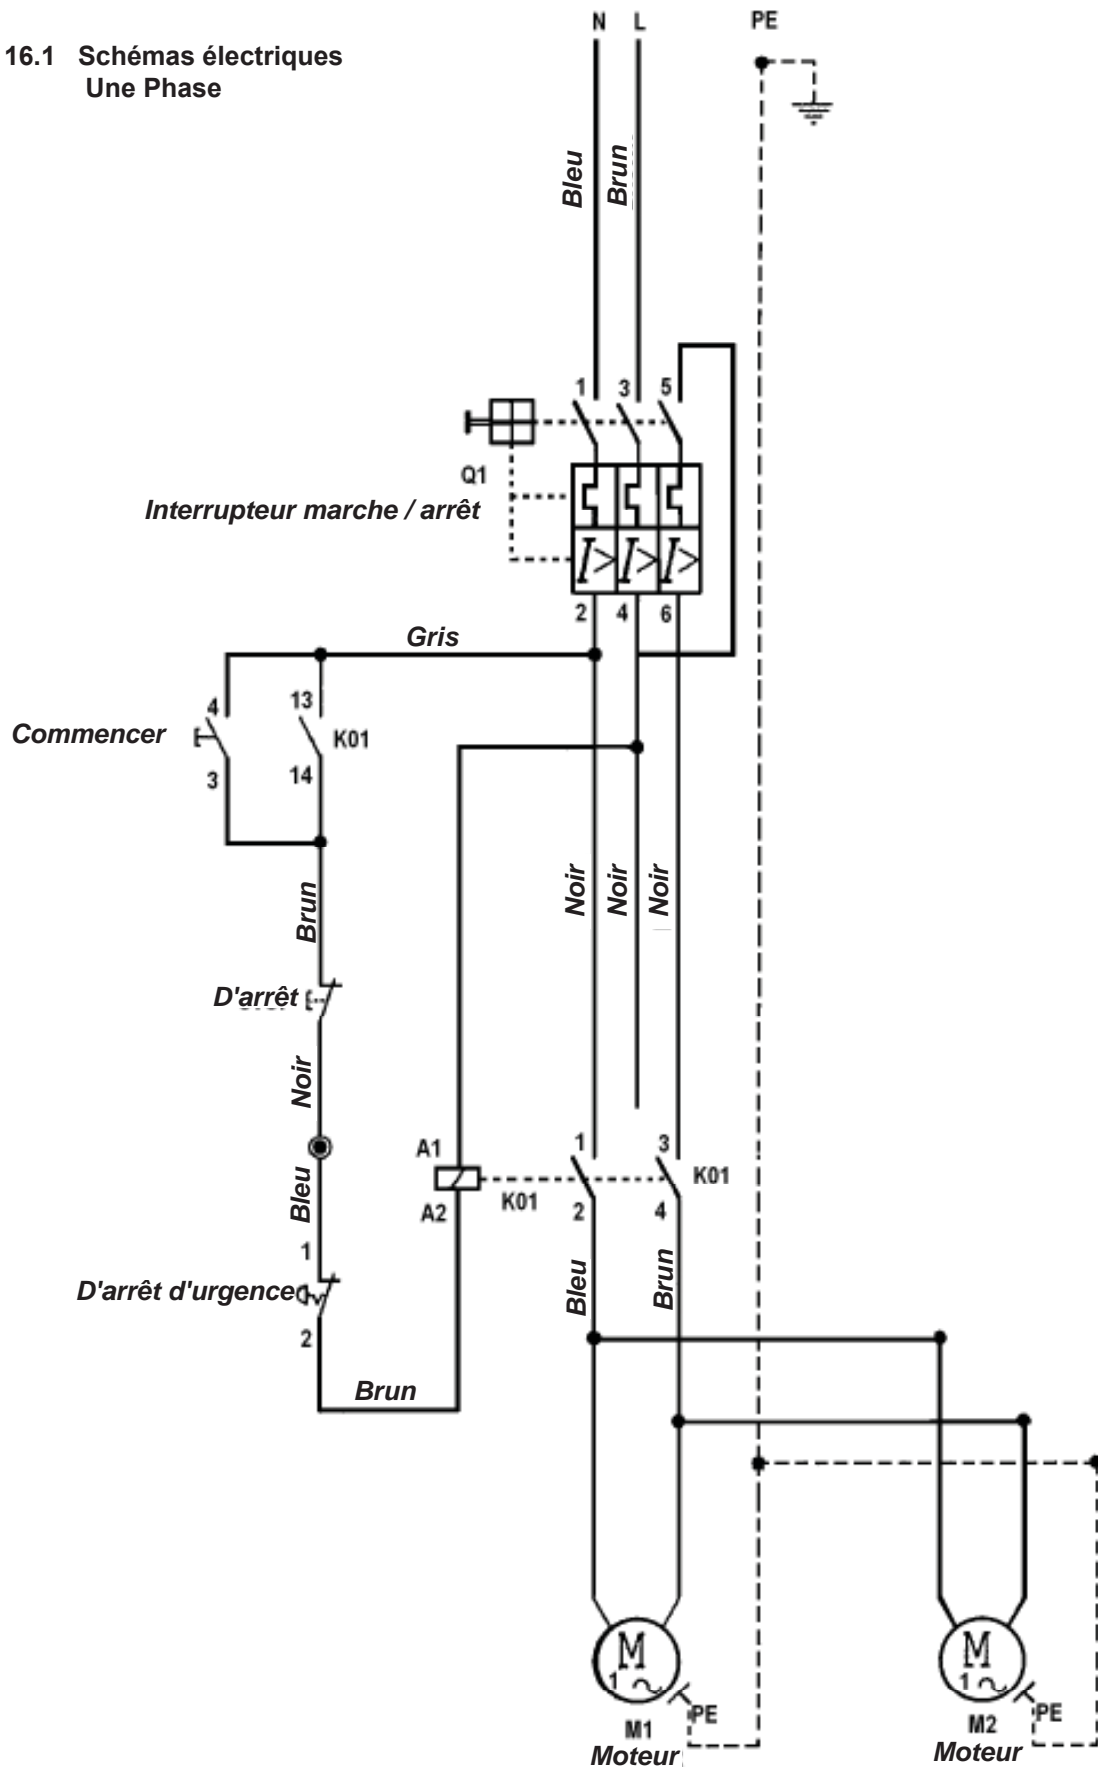 N L PE
16.1 Schémas électriques
Une Phase
Bleu
Brun
1 3 5
Q1
Interrupteur marche / arrêt
I> I> I>
2 4 6
Gris
4 13
Commencer
K01
3 14
Noir
Noir
Noir
Brun
D'arrêt
Noir
A1
1 3
K01
K01
A2
2 4
Bleu
1
Bleu
Brun
D'arrêt d'urgence
2
Brun
M
1
M
1
PE
PE
M1
M2
Moteur
Moteur